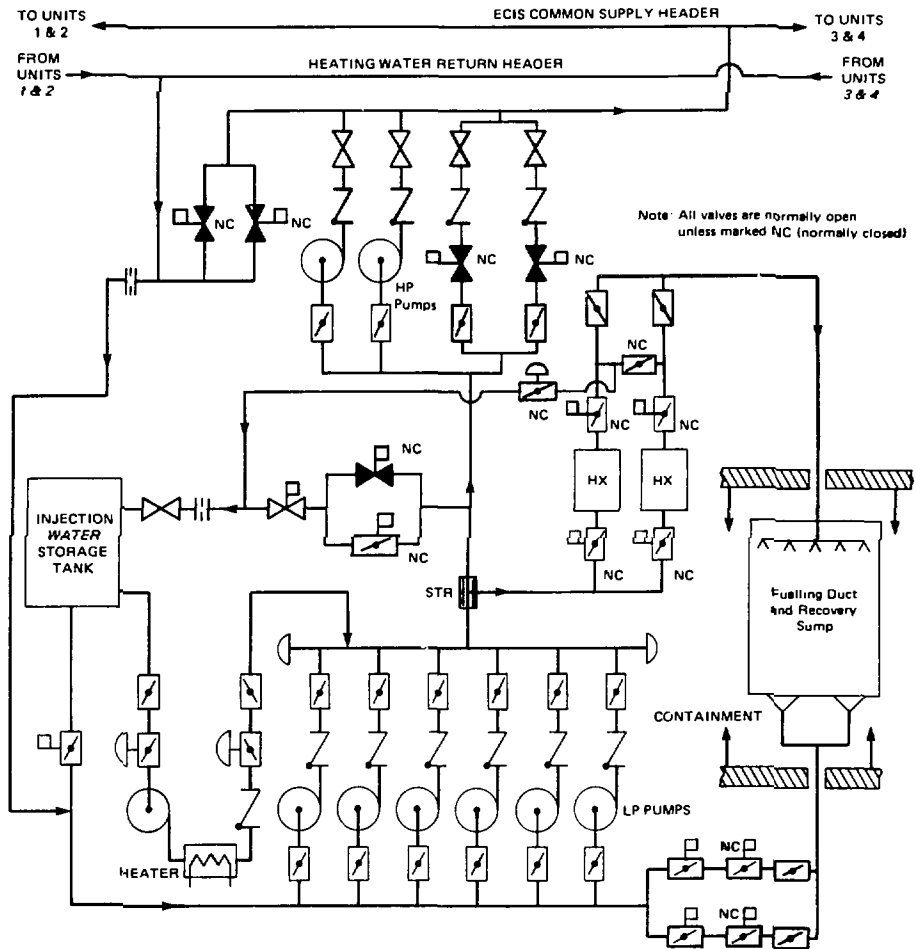 ECIS COMMON SUPPLY HEADER
TO UNITS
1 & 2
TO UNITS
3 & 4
FROM
UNITS
1 & 2
HEATING WATER RETURN HEADER
FROM
UNITS
3 & 4
NC
NC
Note: All valves are normally open
unless marked NC (normally closed)
NC
NC
HP
Pumps
NC
NC
NC
NC
NC
HX
HX
INJECTION
WATER
STORAGE
TANK
NC
NC
NC
STR
Fuelling Duct
and Recovery
Sump
CONTAINMENT
LP PUMPS
HEATER
NC
NC